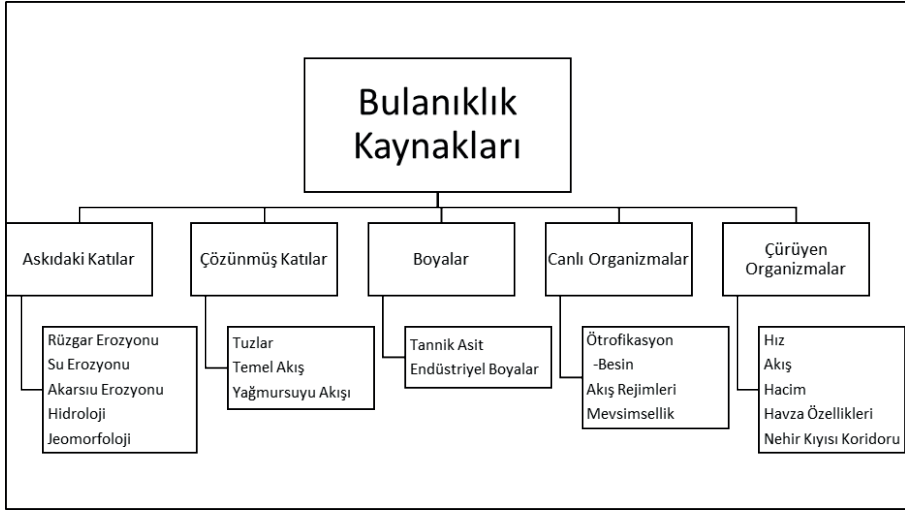 Bulanıklık
Kaynakları
Askıdaki Katılar
Rüzgar Erozyonu
Su Erozyonu
Akarsıu Erozyonu
Hidroloji
Jeomorfoloji
Çözünmüş Katılar
Tuzlar
Temel Akış
Yağmursuyu Akışı
Boyalar
Tannik Asit
Endüstriyel Boyalar
Canlı Organizmalar
Ötrofikasyon
-Besin
Akış Rejimleri
Mevsimsellik
Çürüyen
Organizmalar
Hız
Akış
Hacim
Havza Özellikleri
Nehir Kıyısı Koridoru